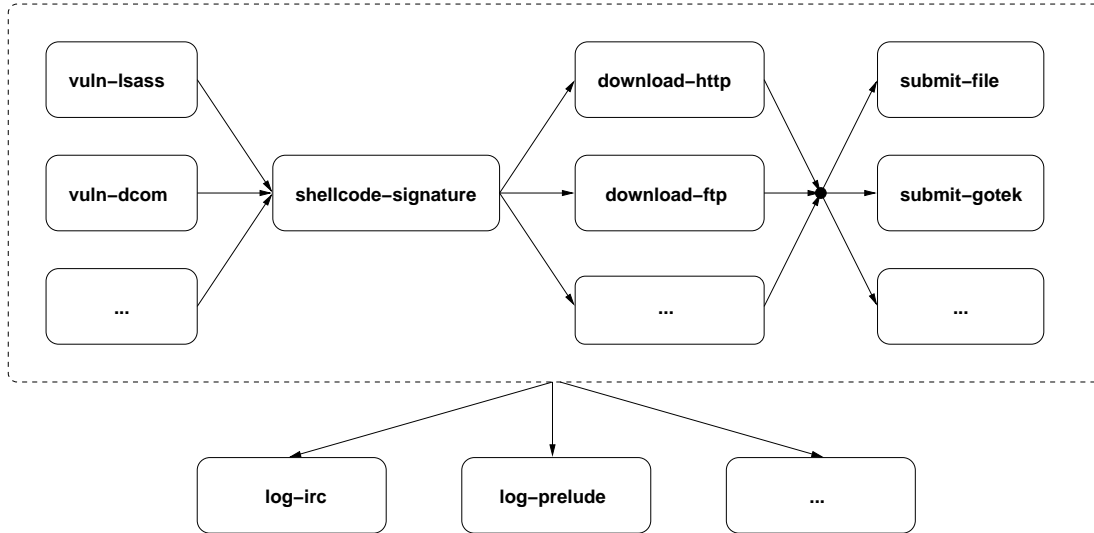 vuln−lsass
download−http
submit−file
vuln−dcom
shellcode−signature
download−ftp
submit−gotek
...
...
...
log−irc
log−prelude
...